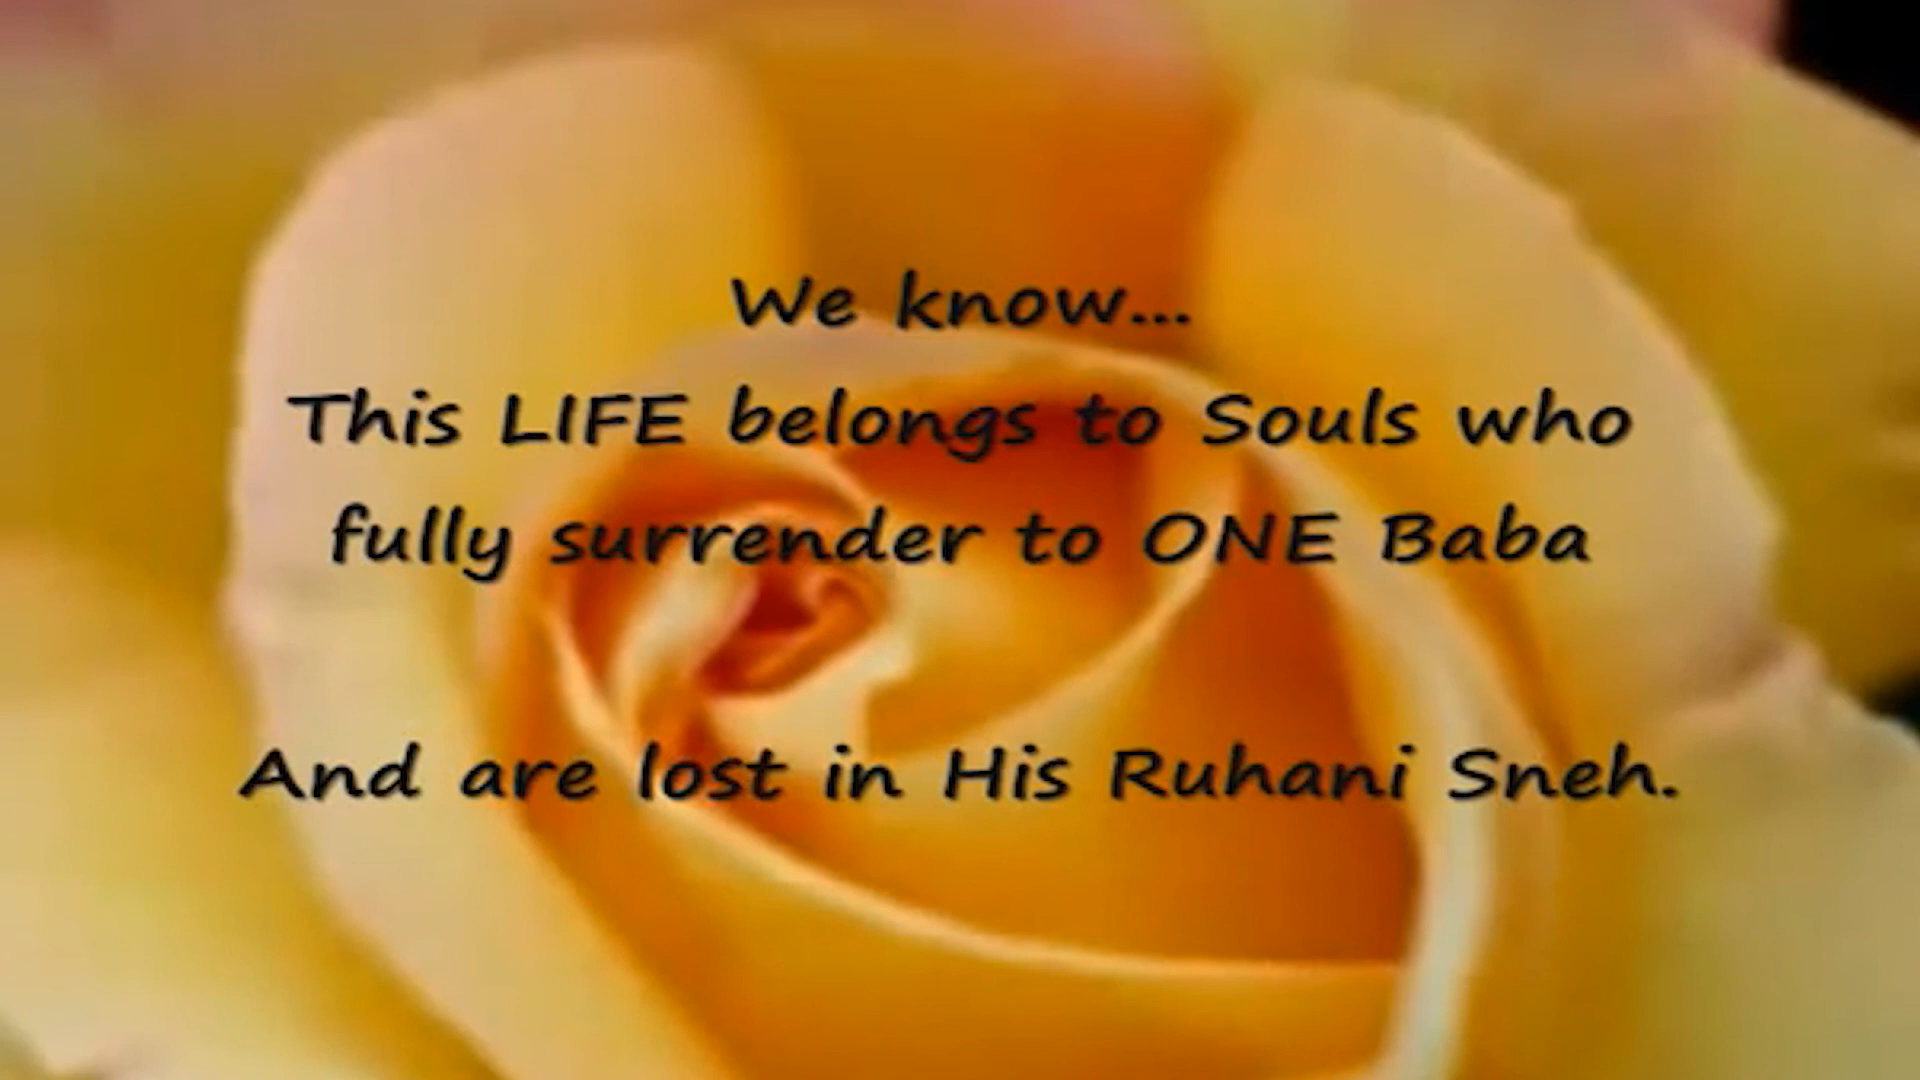 We know...
This LIFE belongs to Souls who
fully surrender to ONE Baba
And are lost in His Ruhani Sneh.